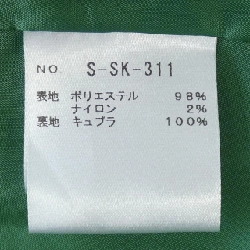 NO S-SK-311
表地 ポリエステル 98%
ナイロン 2%
裏地 キュプラ 100%